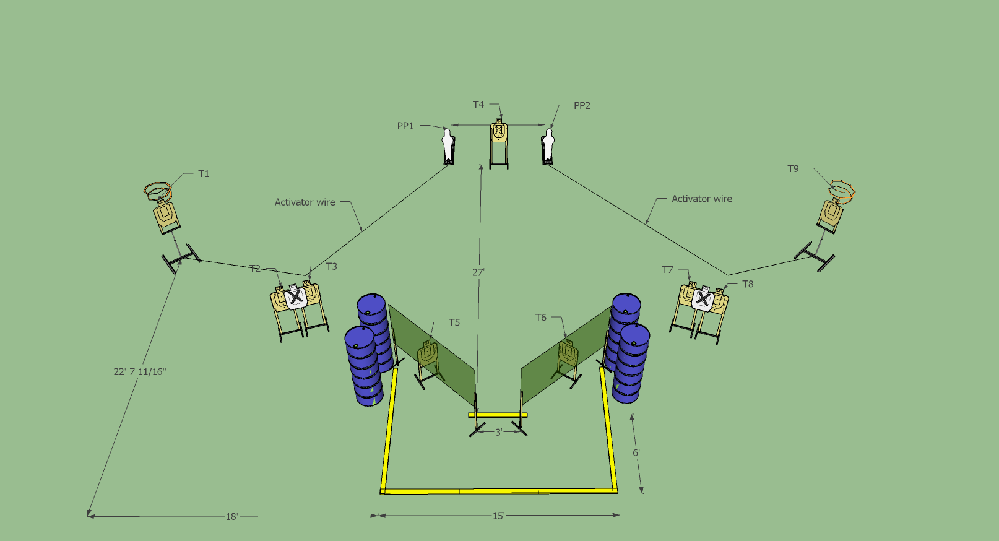 T4
PP2
PP1
T1
T9
Activator wire
Activator wire
T2
T3
27'
T7
T8
T5
T6
22' 7 11/16"
3'
6'
18'
15'